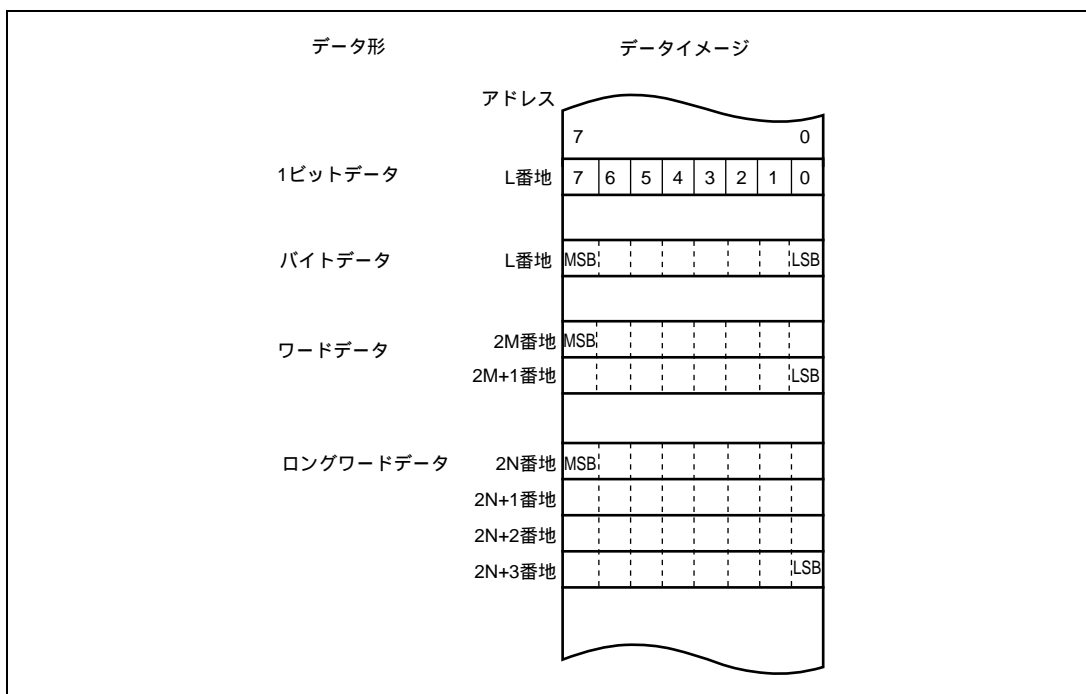 データ形 データイメージ
アドレス
7 0
1ビットデータ L番地 7 6 5 4 3 2 1 0
バイトデータ L番地 MSB LSB
ワードデータ 2M番地 MSB
2M+1番地 LSB
ロングワードデータ 2N番地 MSB
2N+1番地
2N+2番地
2N+3番地 LSB